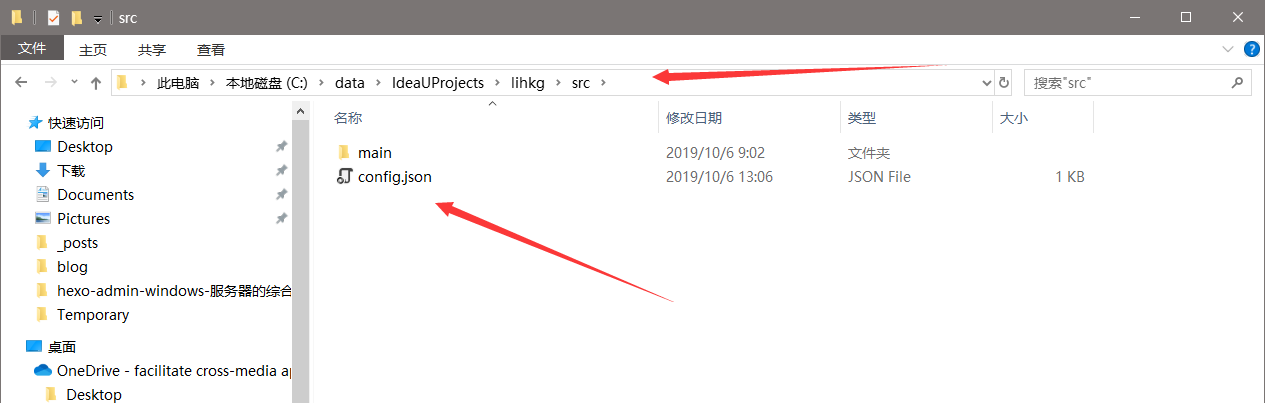 src
文件 主页 共享 查看
此电脑 本地磁盘 (C:) data IdeaUProjects lihkg src 搜索"src"
名称 修改日期 类型 大小
main 2019/10/6 9:02 文件夹
config.json 2019/10/6 13:06 JSON File 1 KB
快速访问
Desktop
下载
Documents
Pictures
_posts
blog
hexo-admin-windows-服务器的综合
Temporary
桌面
OneDrive - facilitate cross-media a
Desktop